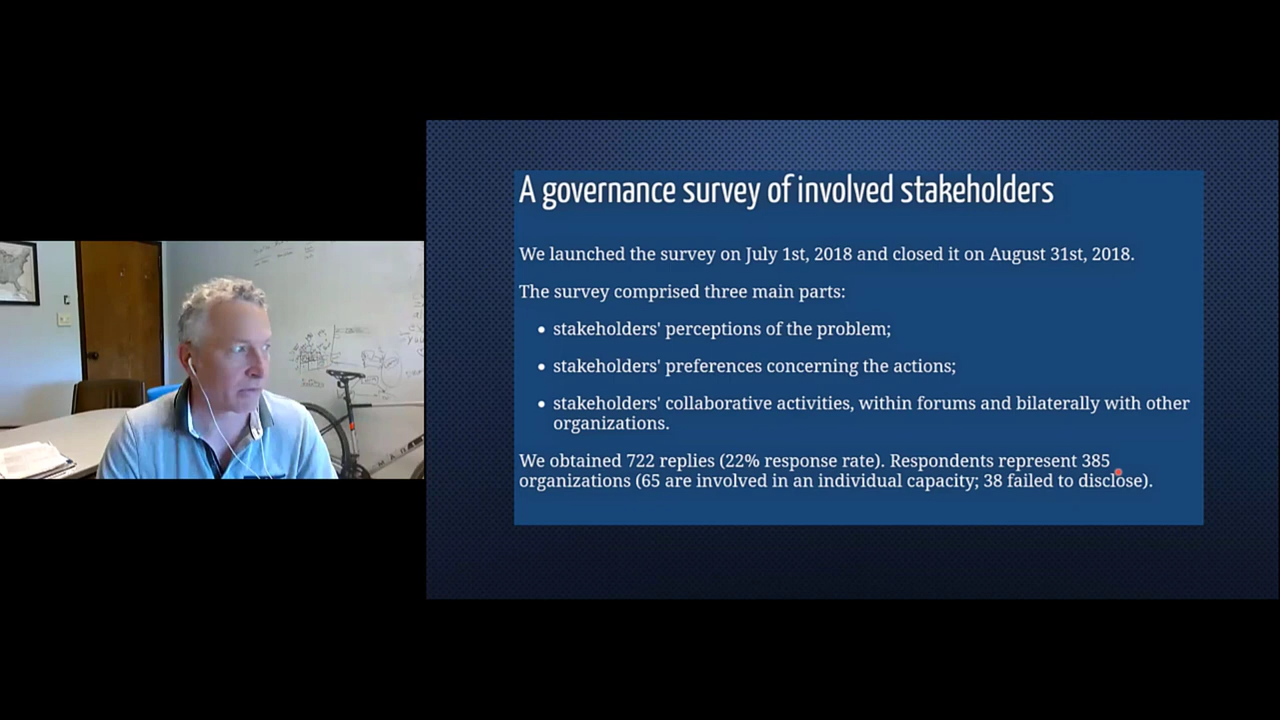 A governance survey of involved stakeholders
We launched the survey on July 1st, 2018 and closed it on August 31st, 2018.
The survey comprised three main parts:
• stakeholders' perceptions of the problem;
• stakeholders' preferences concerning the actions;
• stakeholders' collaborative activities, within forums and bilaterally with other
organizations.
We obtained 722 replies (22% response rate). Respondents represent 385
organizations (65 are involved in an individual capacity; 38 failed to disclose).